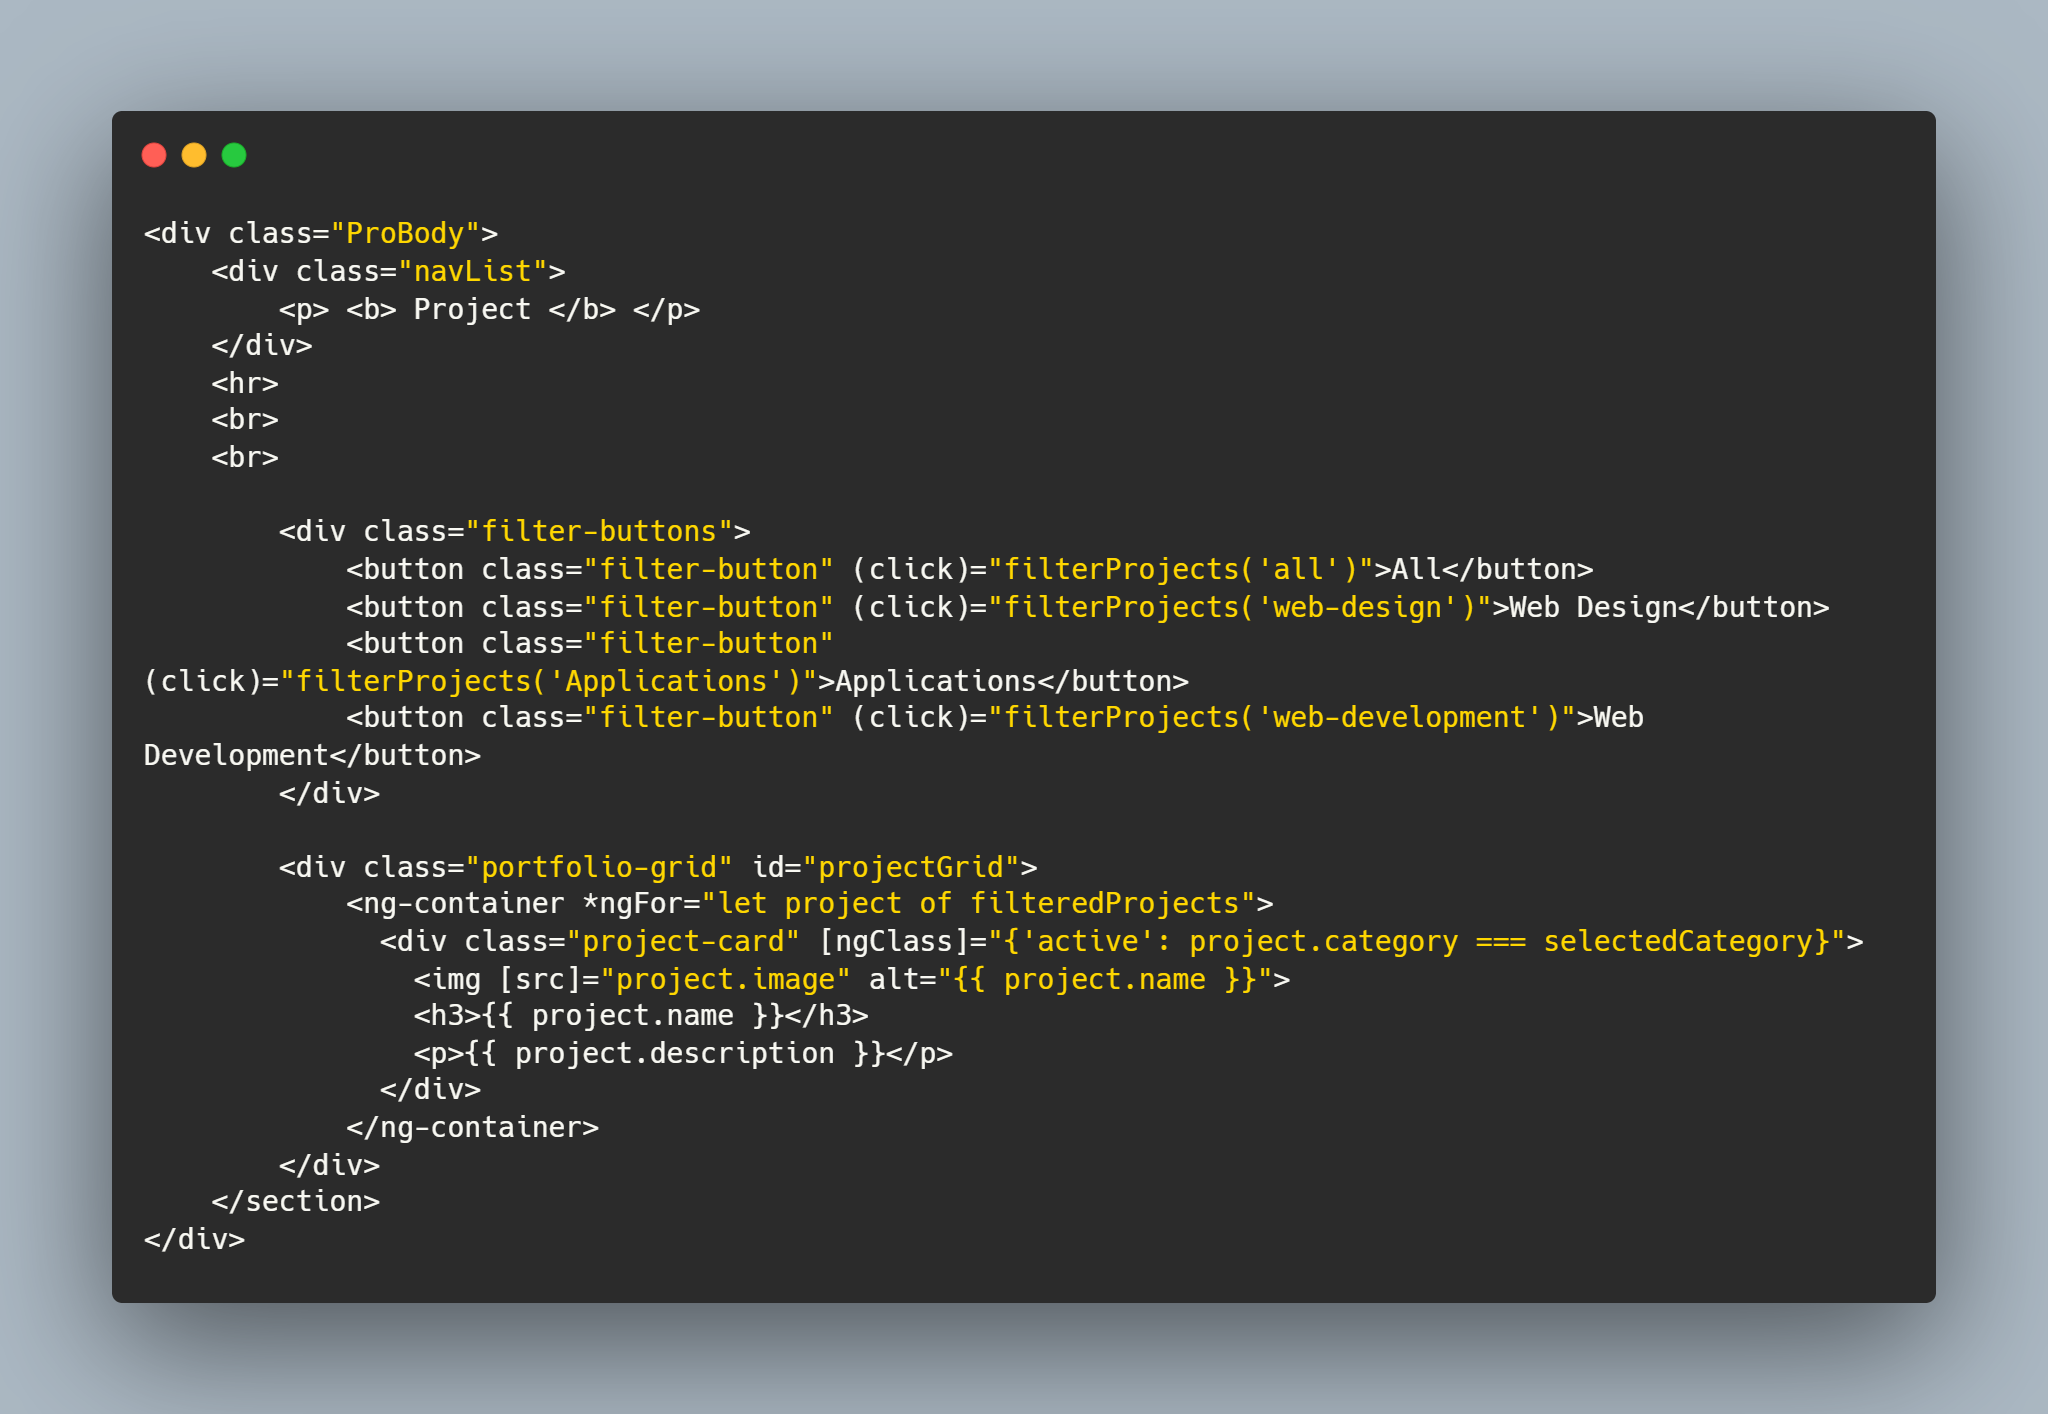 <div class="ProBody">
    <div class="navList">
        <p> <b> Project </b> </p>
    </div>
    <hr>
    <br>
    <br>

        <div class="filter-buttons">
            <button class="filter-button" (click)="filterProjects('all')">All</button>
            <button class="filter-button" (click)="filterProjects('web-design')">Web Design</button>
            <button class="filter-button"
(click)="filterProjects('Applications')">Applications</button>
            <button class="filter-button" (click)="filterProjects('web-development')">Web
Development</button>
        </div>

        <div class="portfolio-grid" id="projectGrid">
            <ng-container *ngFor="let project of filteredProjects">
              <div class="project-card" [ngClass]="{'active': project.category === selectedCategory}">
                <img [src]="project.image" alt="{{ project.name }}">
                <h3>{{ project.name }}</h3>
                <p>{{ project.description }}</p>
              </div>
            </ng-container>
        </div>
    </section>
</div>